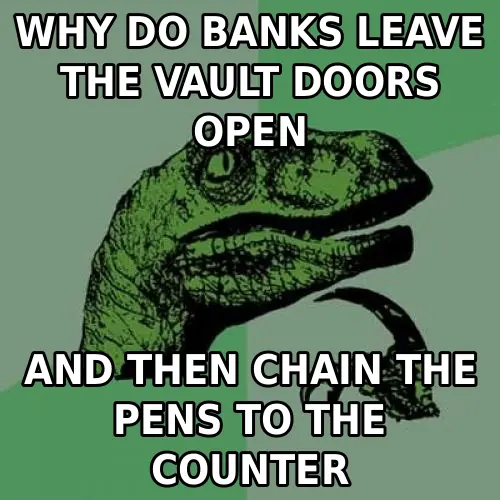 WHY DO BANKS LEAVE
THE VAULT DOORS
OPEN
AND THEN CHAIN THE
PENS TO THE
COUNTER